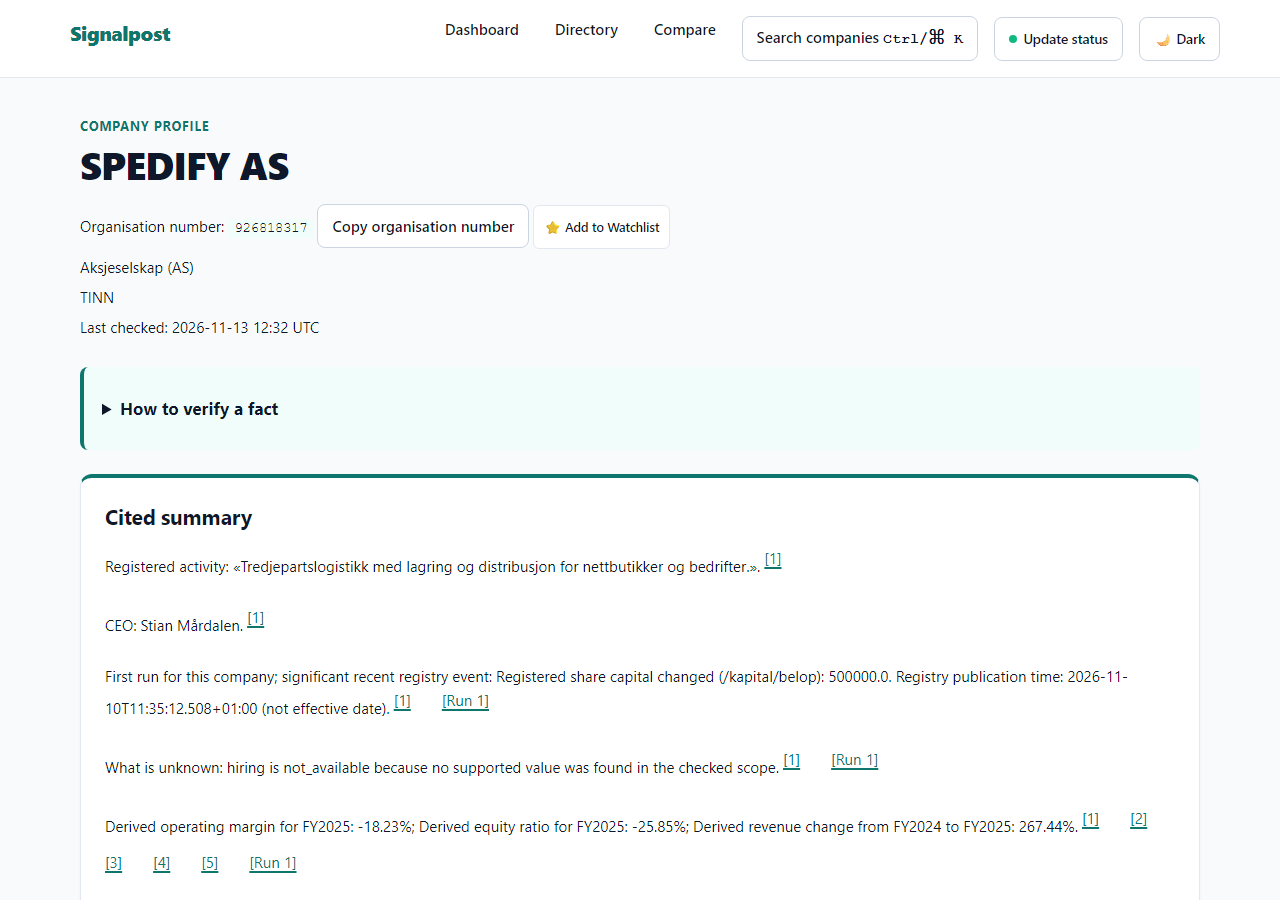 Signalpost
Dashboard
Directory
Compare
Search companies Ctrl/⌘ K
Update status
🌙 Dark
COMPANY PROFILE
SPEDIFY AS
Organisation number: 926818317
Copy organisation number
⭐ Add to Watchlist
Aksjeselskap (AS)
TINN
Last checked: 2026-11-13 12:32 UTC
▶ How to verify a fact
Cited summary
Registered activity: «Tredjepartslogistikk med lagring og distribusjon for nettbutikker og bedrifter.». [1]
CEO: Stian Mårdalen. [1]
First run for this company; significant recent registry event: Registered share capital changed (/kapital/belop): 500000.0. Registry publication time: 2026-11-
10T11:35:12.508+01:00 (not effective date). [1] [Run 1]
What is unknown: hiring is not_available because no supported value was found in the checked scope. [1] [Run 1]
Derived operating margin for FY2025: -18.23%; Derived equity ratio for FY2025: -25.85%; Derived revenue change from FY2024 to FY2025: 267.44%. [1] [2]
[3] [4] [5] [Run 1]